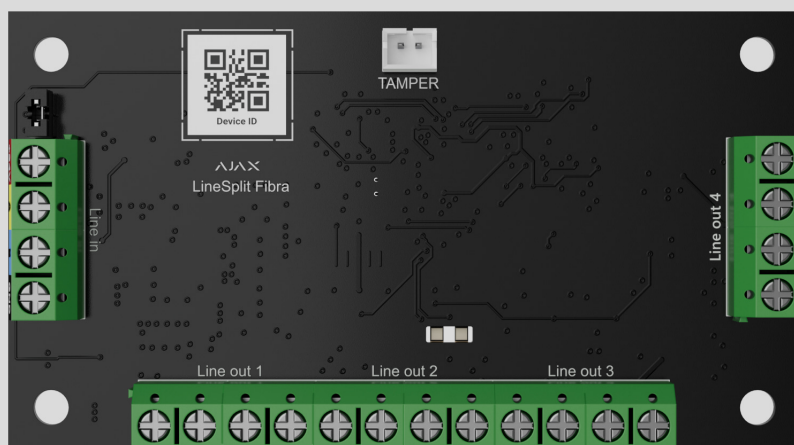 Device ID
TAMPER
AJAX
LineSplit Fibra
Line in
Line out 4
Line out 1
Line out 2
Line out 3